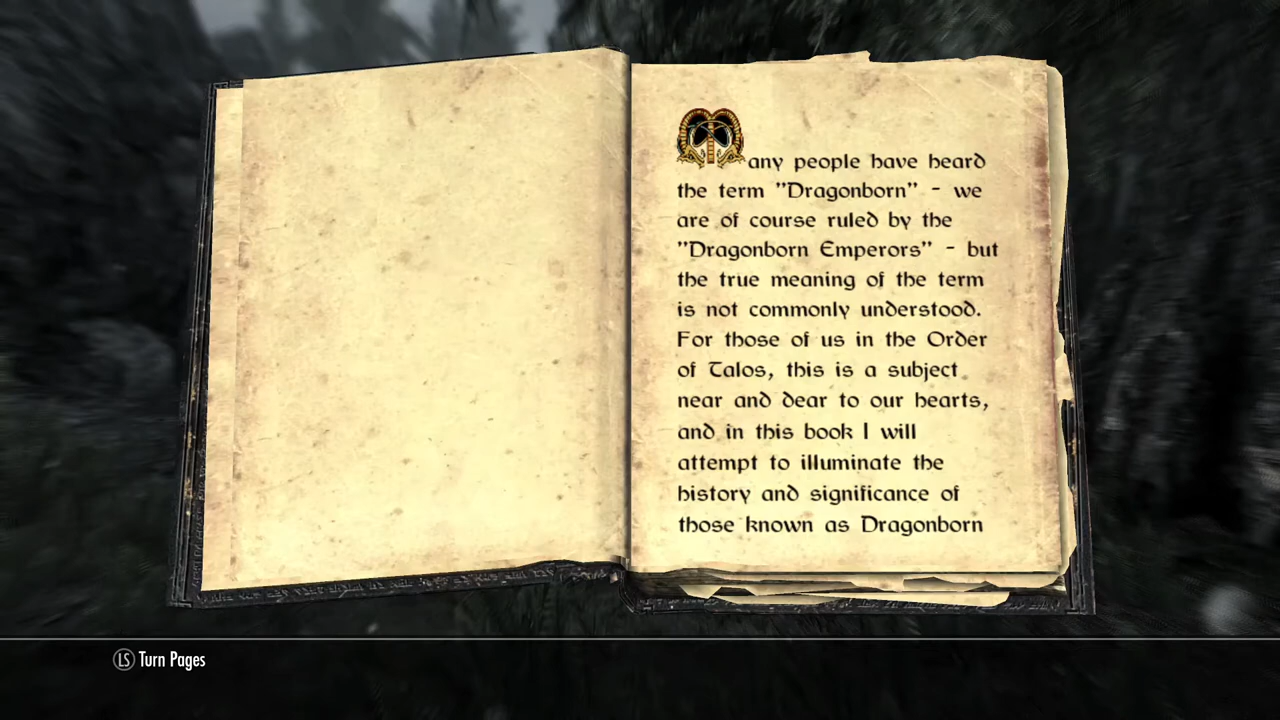 Many people have heard
the term "Dragonborn" - we
are of course ruled by the
"Dragonborn Emperors" - but
the true meaning of the term
is not commonly understood.
For those of us in the Order
of Talos, this is a subject
near and dear to our hearts,
and in this book I will
attempt to illuminate the
history and significance of
those known as Dragonborn
LS Turn Pages